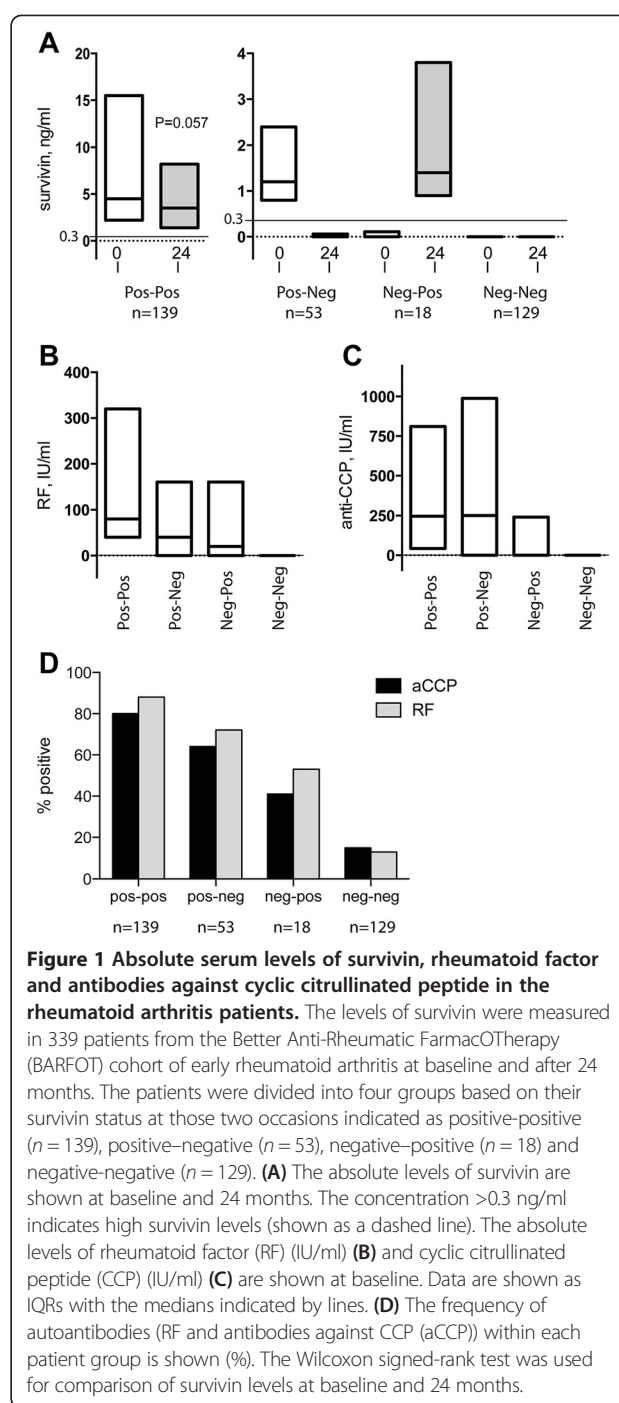 A
survivin, ng/ml
20
15
10
5
0.3
0
P=0.057
0 24
Pos-Pos
n=139
4
3
2
1
0.3
0
0 24 0 24 0 24
Pos-Neg Neg-Pos Neg-Neg
n=53 n=18 n=129
B
RF, IU/ml
400
300
200
100
0
Pos-Pos
Pos-Neg
Neg-Pos
Neg-Neg
C
anti-CCP, IU/ml
1000
750
500
250
0
Pos-Pos
Pos-Neg
Neg-Pos
Neg-Neg
D
% positive
100
80
60
40
20
0
aCCP
RF
pos-pos pos-neg neg-pos neg-neg
n=139 n=53 n=18 n=129
Figure 1 Absolute serum levels of survivin, rheumatoid factor
and antibodies against cyclic citrullinated peptide in the
rheumatoid arthritis patients. The levels of survivin were measured
in 339 patients from the Better Anti-Rheumatic FarmacOTherapy
(BARFOT) cohort of early rheumatoid arthritis at baseline and after 24
months. The patients were divided into four groups based on their
survivin status at those two occasions indicated as positive-positive
(n = 139), positive–negative (n = 53), negative–positive (n = 18) and
negative-negative (n = 129). (A) The absolute levels of survivin are
shown at baseline and 24 months. The concentration >0.3 ng/ml
indicates high survivin levels (shown as a dashed line). The absolute
levels of rheumatoid factor (RF) (IU/ml) (B) and cyclic citrullinated
peptide (CCP) (IU/ml) (C) are shown at baseline. Data are shown as
IQRs with the medians indicated by lines. (D) The frequency of
autoantibodies (RF and antibodies against CCP (aCCP)) within each
patient group is shown (%). The Wilcoxon signed-rank test was used
for comparison of survivin levels at baseline and 24 months.